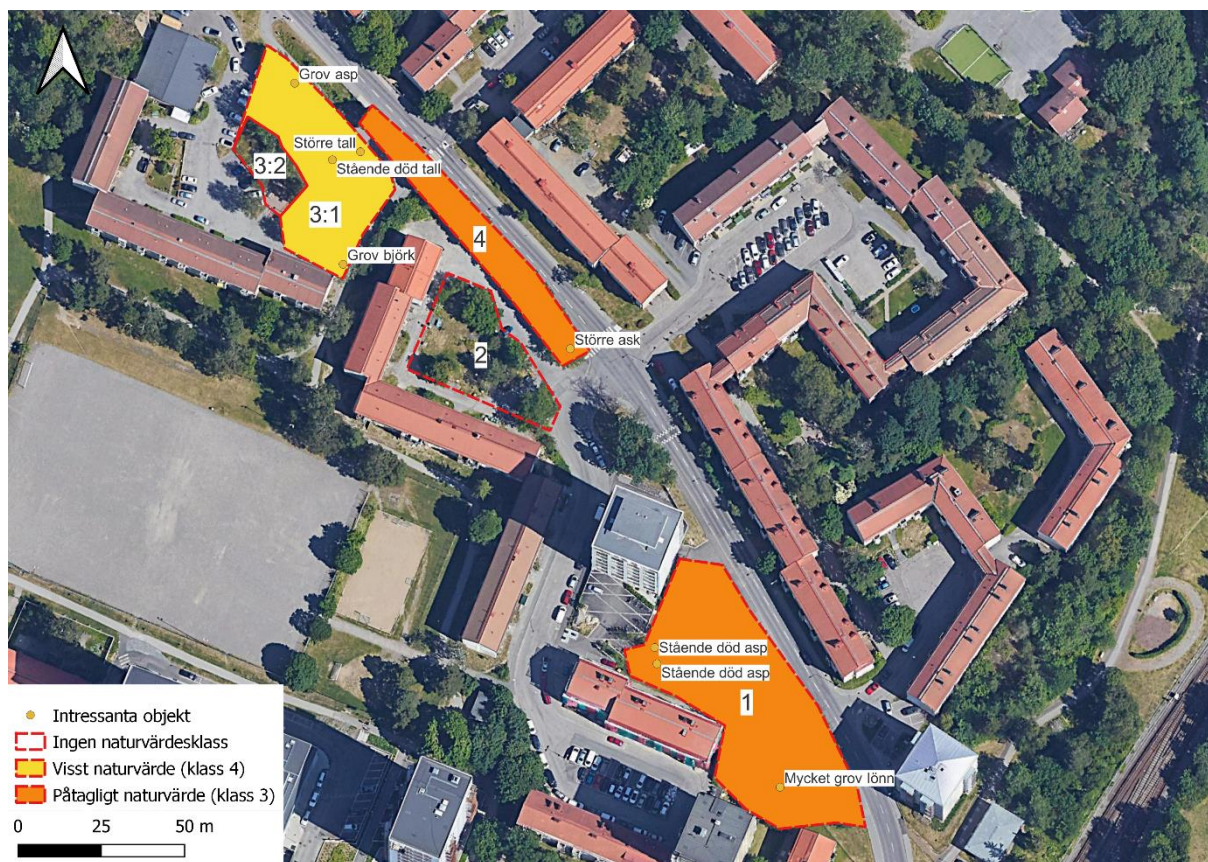 Grov asp
Större tall
Stående död tall
3:2
3:1
Grov björk
4
Större ask
2
Stående död asp
Stående död asp
1
Mycket grov lönn
Intressanta objekt
Ingen naturvärdesklass
Visst naturvärde (klass 4)
Påtagligt naturvärde (klass 3)
0 25 50 m